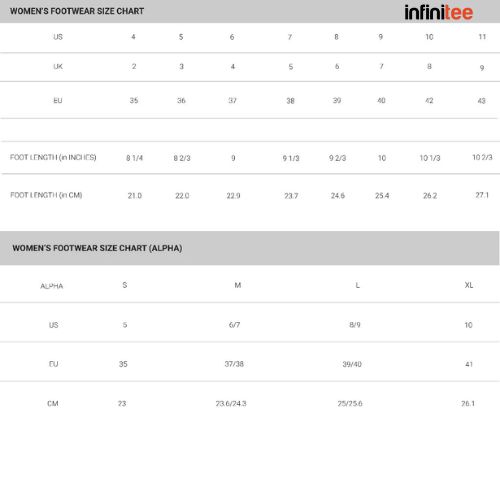 WOMEN'S FOOTWEAR SIZE CHART infinitee
US 4 5 6 7 8 9 10 11
UK 2 3 4 5 6 7 8 9
EU 35 36 37 38 39 40 42 43
FOOT LENGTH (in INCHES) 8 1/4 8 2/3 9 9 1/3 9 2/3 10 10 1/3 10 2/3
FOOT LENGTH (in CM) 21.0 22.0 22.9 23.7 24.6 25.4 26.2 27.1
WOMEN'S FOOTWEAR SIZE CHART (ALPHA)
ALPHA S M L XL
US 5 6/7 8/9 10
EU 35 37/38 39/40 41
CM 23 23.6/24.3 25/25.6 26.1